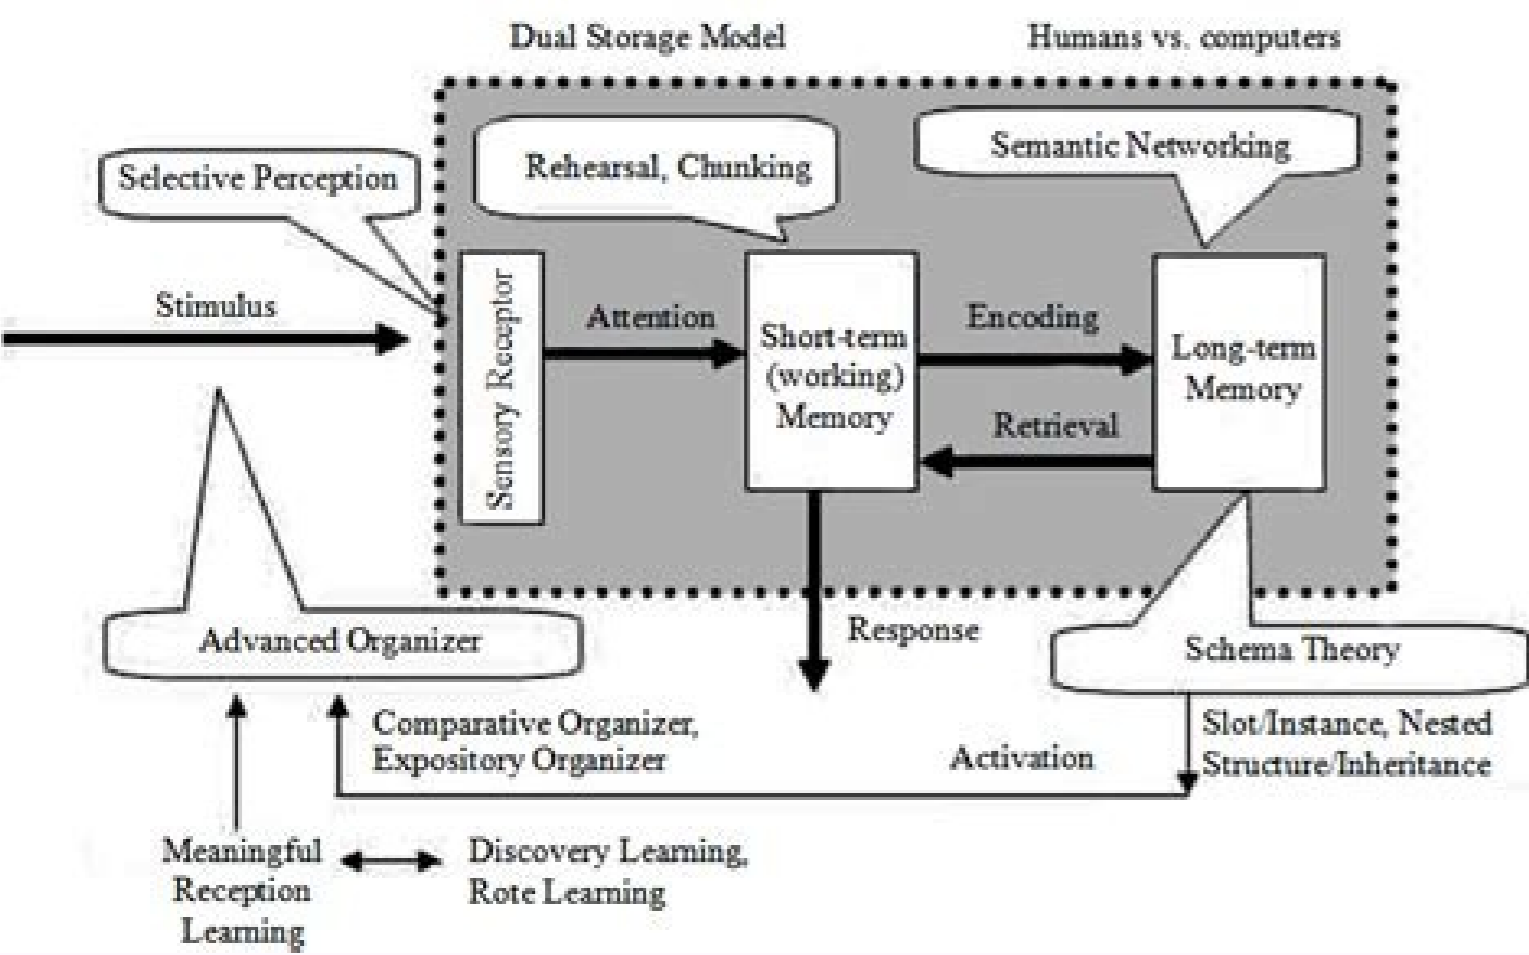 Dual Storage Model
Humans vs. computers
Selective Perception
Rehearsal, Chunking
Semantic Networking
Stimulus
Sensory Receptor
Attention
Short-term
(working)
Memory
Encoding
Retrieval
Long-term
Memory
Advanced Organizer
Response
Schema Theory
Comparative Organizer,
Expository Organizer
Activation
Slot/Instance, Nested
Structure/Inheritance
Meaningful
Reception
Learning
Discovery Learning,
Rote Learning